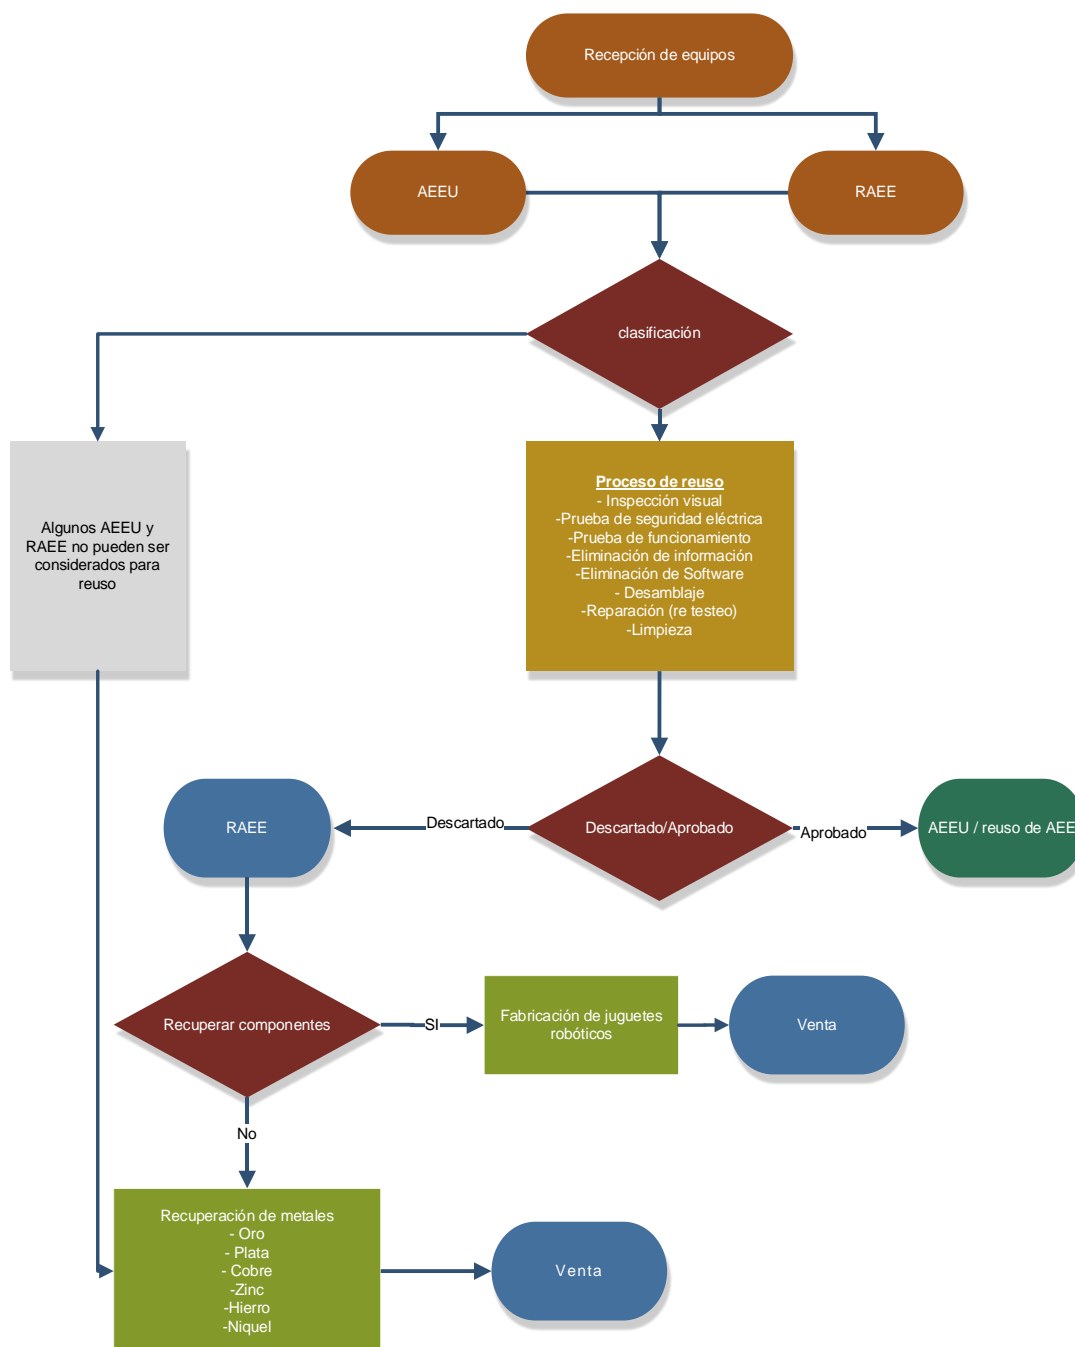 Recepción de equipos
AEEU
RAEE
clasificación
Algunos AEEU y
RAEE no pueden ser
considerados para
reuso
Proceso de reuso
- Inspección visual
-Prueba de seguridad eléctrica
-Prueba de funcionamiento
-Eliminación de información
-Eliminación de Software
- Desamblaje
-Reparación (re testeo)
-Limpieza
RAEE
Descartado
Descartado/Aprobado
Aprobado
AEEU / reuso de AEE
Recuperar componentes
SI
Fabricación de juguetes
robóticos
Venta
No
Recuperación de metales
- Oro
- Plata
- Cobre
-Zinc
-Hierro
-Niquel
Venta